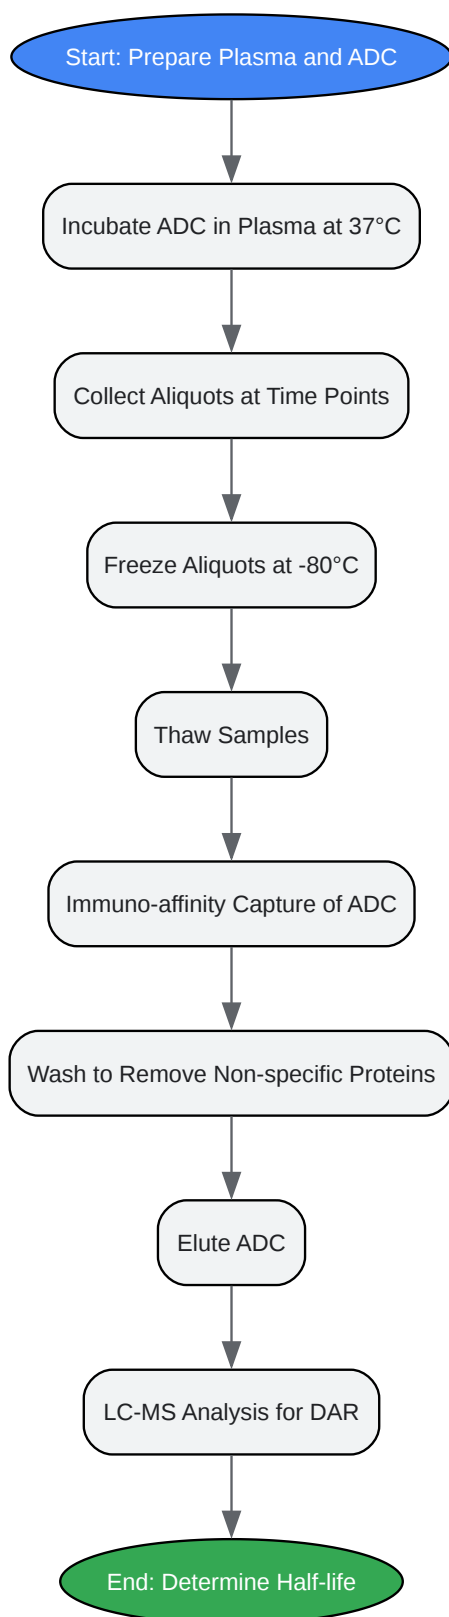 Start: Prepare Plasma and ADC
Incubate ADC in Plasma at 37°C
Collect Aliquots at Time Points
Freeze Aliquots at -80°C
Thaw Samples
Immuno-affinity Capture of ADC
Wash to Remove Non-specific Proteins
Elute ADC
LC-MS Analysis for DAR
End: Determine Half-life